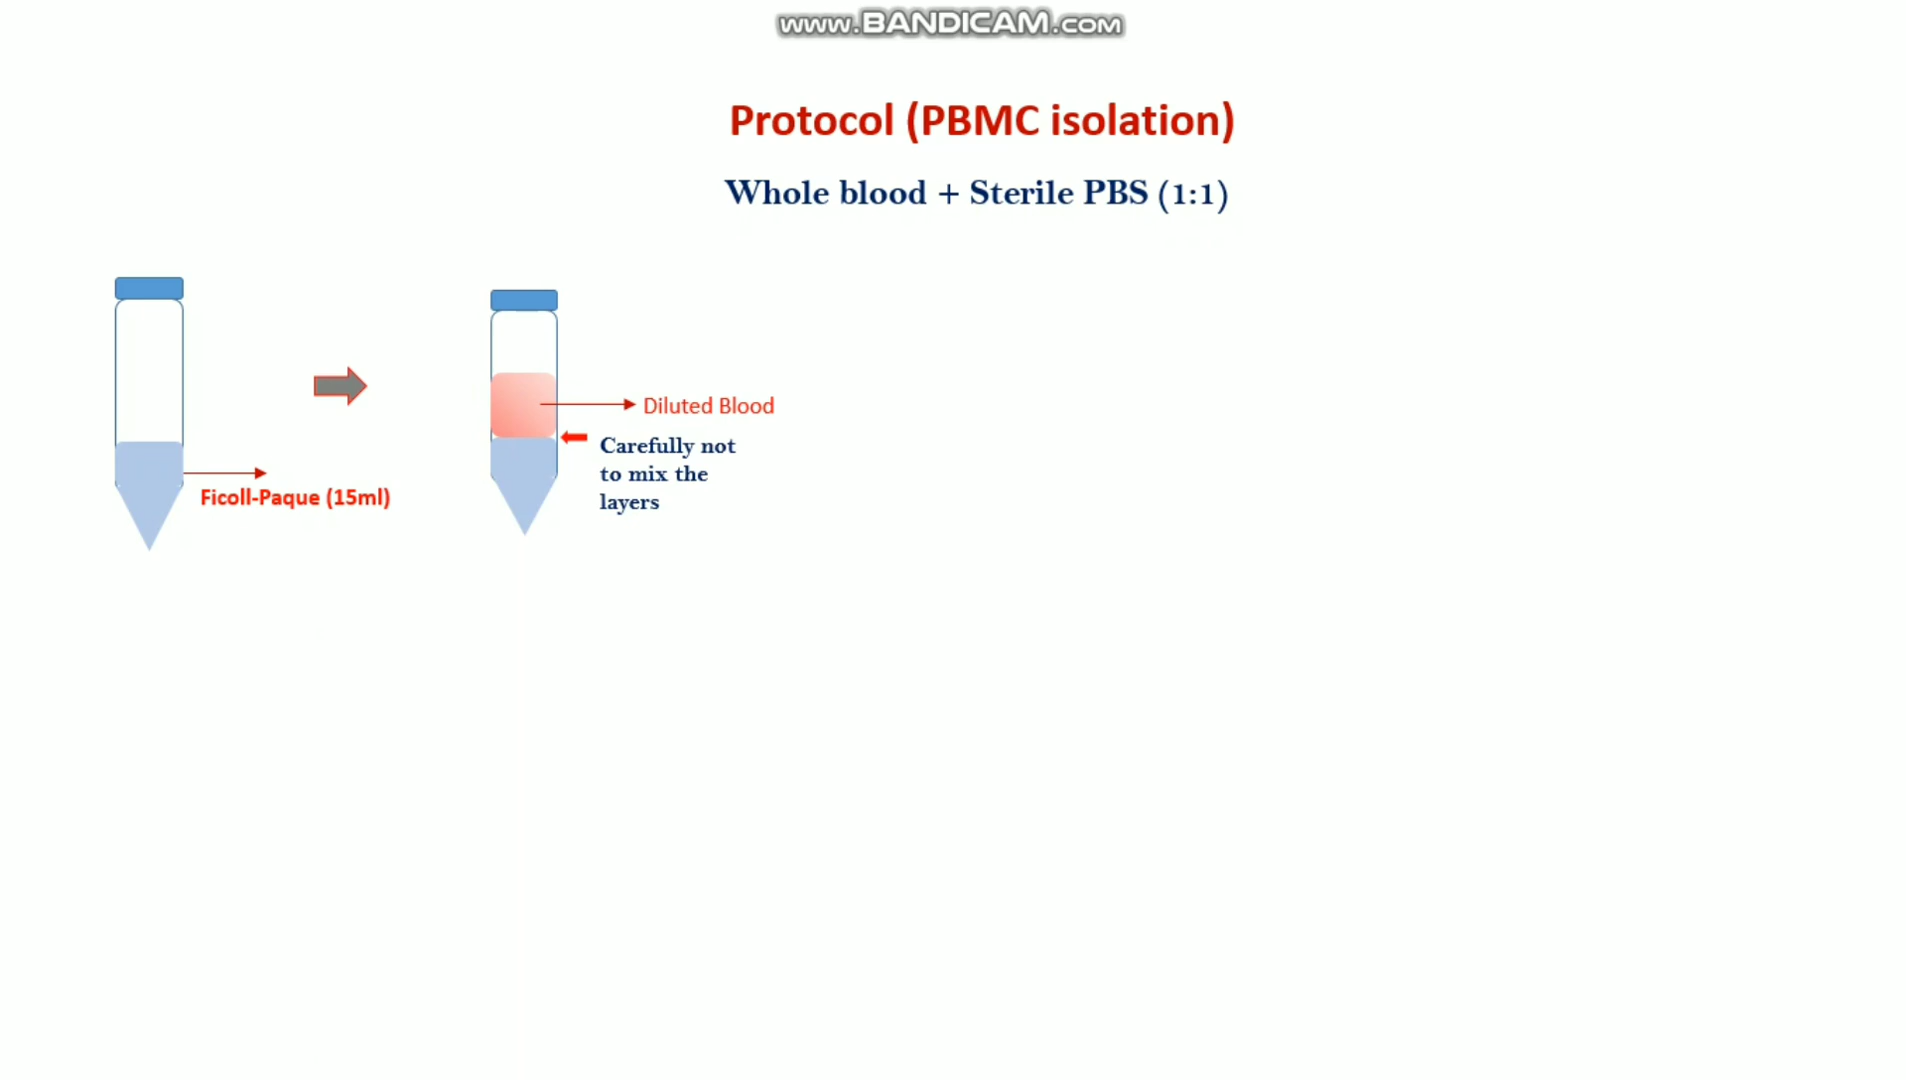 www.BANDICAM.com
Protocol (PBMC isolation)
Whole blood + Sterile PBS (1:1)
Diluted Blood
Carefully not
to mix the
layers
Ficoll-Paque (15ml)